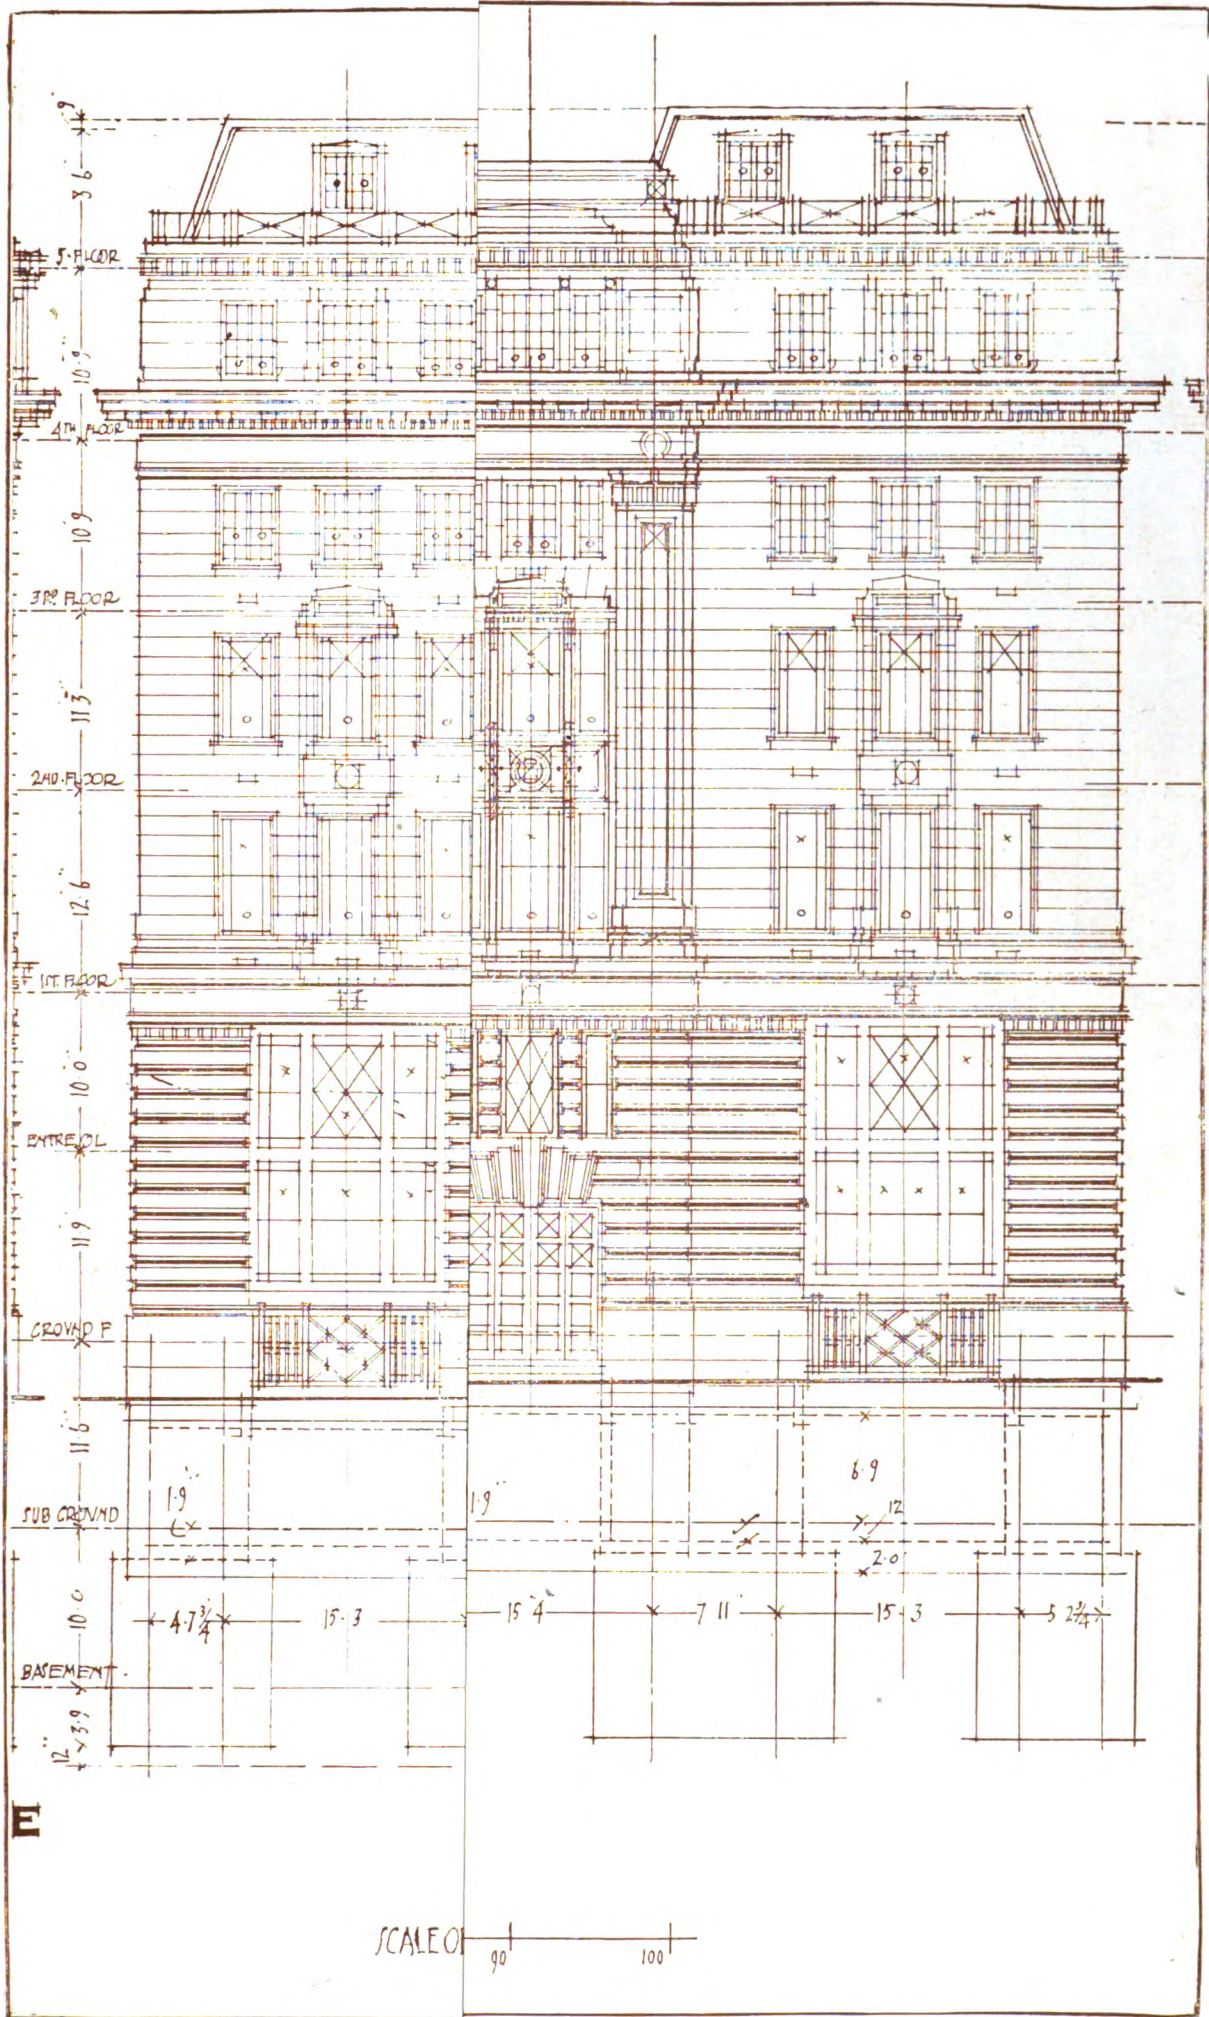 9"
3 6"
5·FLOOR
10·9"
4TH FLOOR
10 9"
3RD. FLOOR
11 3"
2ND·FLOOR
12·6"
1ST. FLOOR
10·0"
ENTRESOL
11·9"
GROVND F
11·6"
SUB GROVND
1·9"
1·9"
6·9
12
2·0
10·0
4·7¾
15·3
15 4"
7 11"
15·3
5 2¾
BASEMENT.
3·9
12"
E
SCALE O
90
100